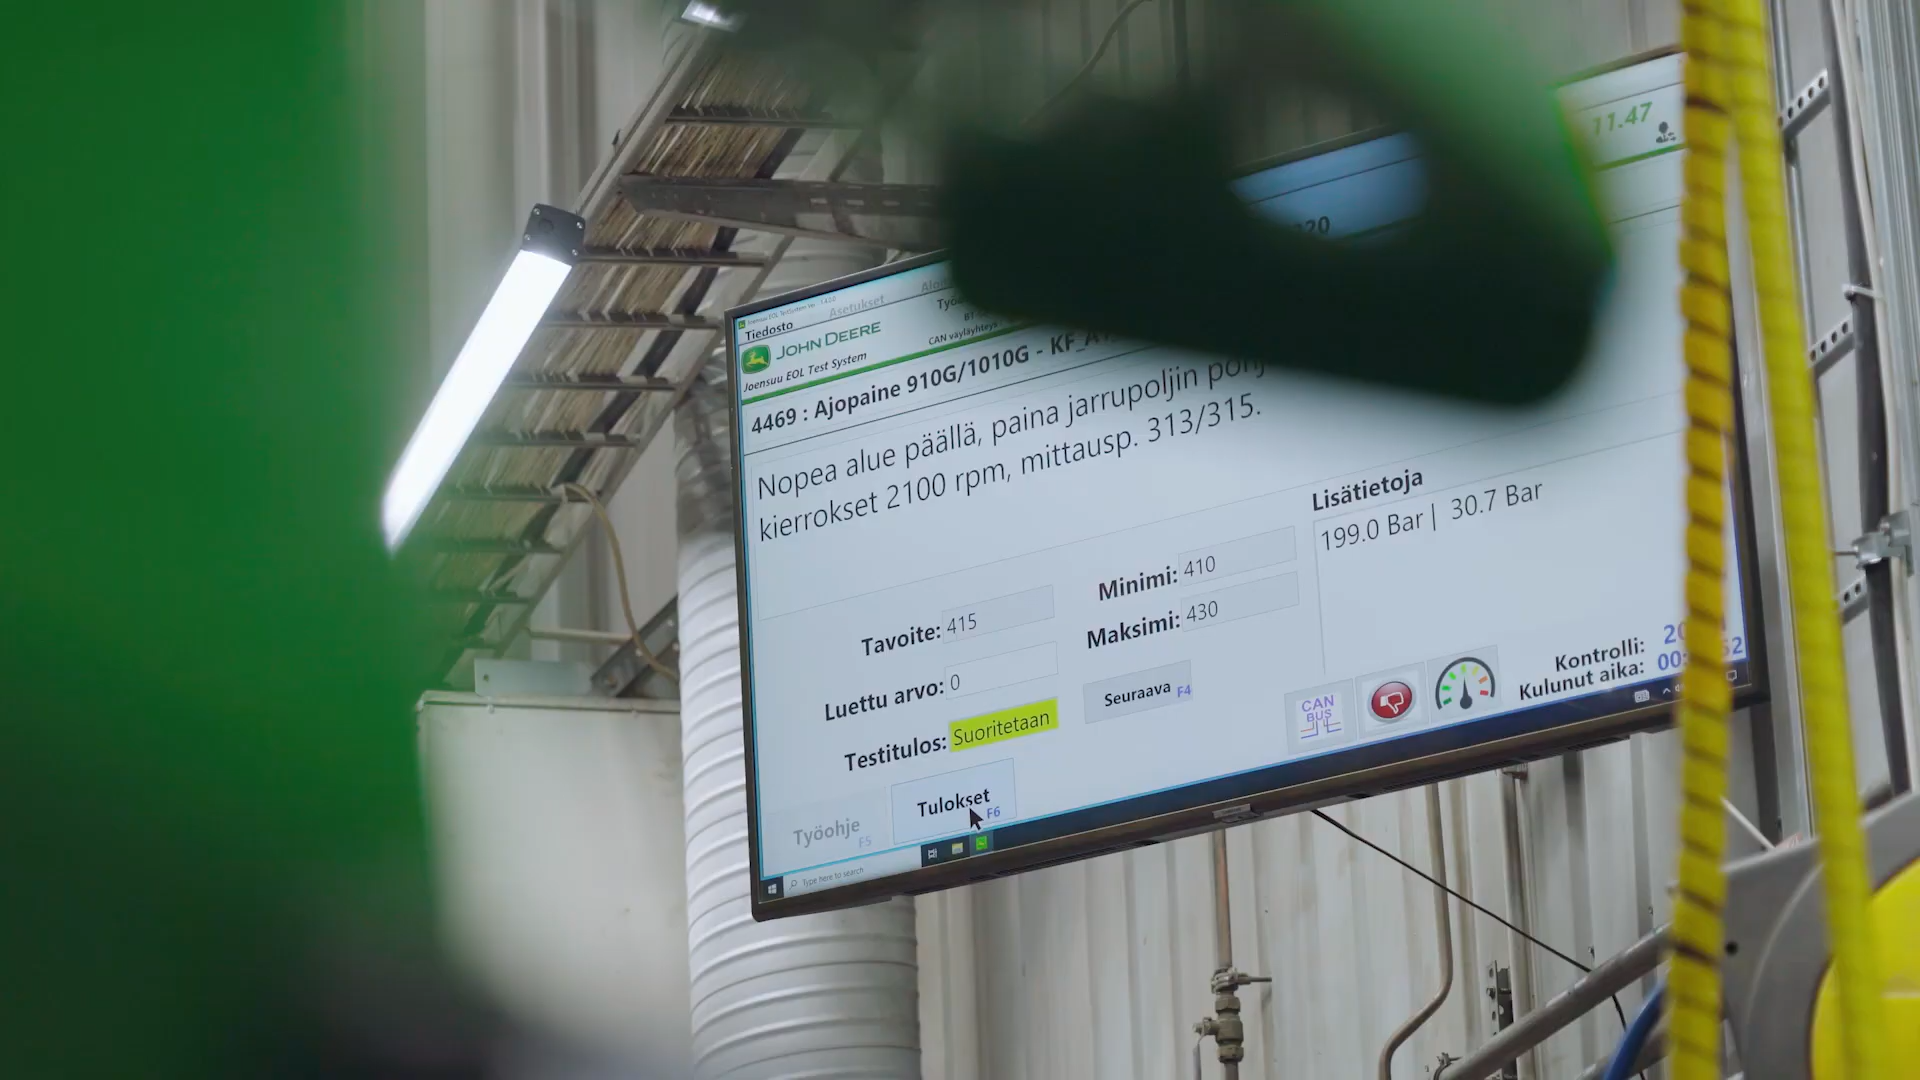 Tiedosto
Asetukset
11.47
JOHN DEERE
Joensuu EOL Test System
CAN väyläyhteys
4469 : Ajopaine 910G/1010G - KF_
Nopea alue päällä, paina jarrupoljin
kierrokset 2100 rpm, mittausp. 313/315.
Lisätietoja
199.0 Bar | 30.7 Bar
Minimi: 410
Tavoite: 415
Maksimi: 430
Luettu arvo: 0
Seuraava F4
Testitulos: Suoritetaan
CAN
BUS
Kontrolli:
Kulunut aika:
Tulokset F6
Työohje F5
Type here to search